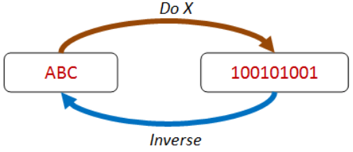 Do X
ABC
100101001
Inverse